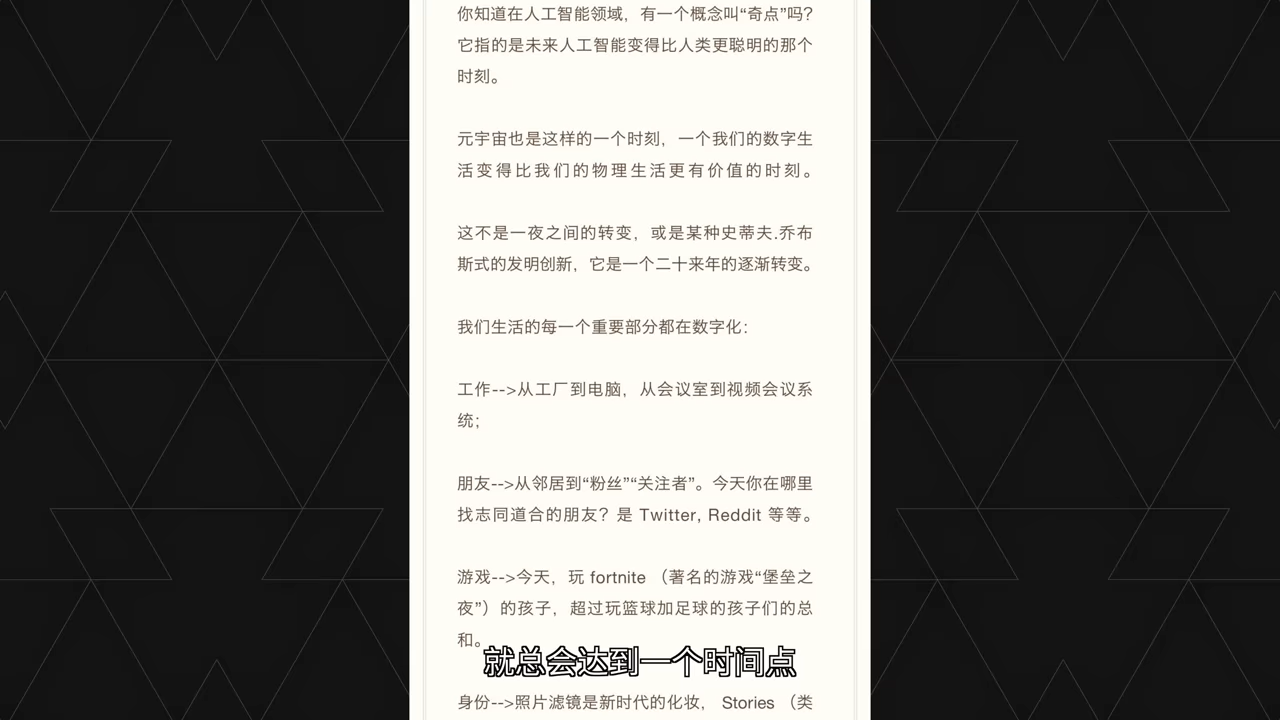 你知道在人工智能领域，有一个概念叫“奇点”吗？
它指的是未来人工智能变得比人类更聪明的那个
时刻。
元宇宙也是这样的一个时刻，一个我们的数字生
活变得比我们的物理生活更有价值的时刻。
这不是一夜之间的转变，或是某种史蒂夫.乔布
斯式的发明创新，它是一个二十来年的逐渐转变。
我们生活的每一个重要部分都在数字化：
工作-->从工厂到电脑，从会议室到视频会议系
统；
朋友-->从邻居到“粉丝”“关注者”。今天你在哪里
找志同道合的朋友？是 Twitter, Reddit 等等。
游戏-->今天，玩 fortnite （著名的游戏“堡垒之
夜”）的孩子，超过玩篮球加足球的孩子们的总
和。
就总会达到一个时间点
身份-->照片滤镜是新时代的化妆， Stories （类